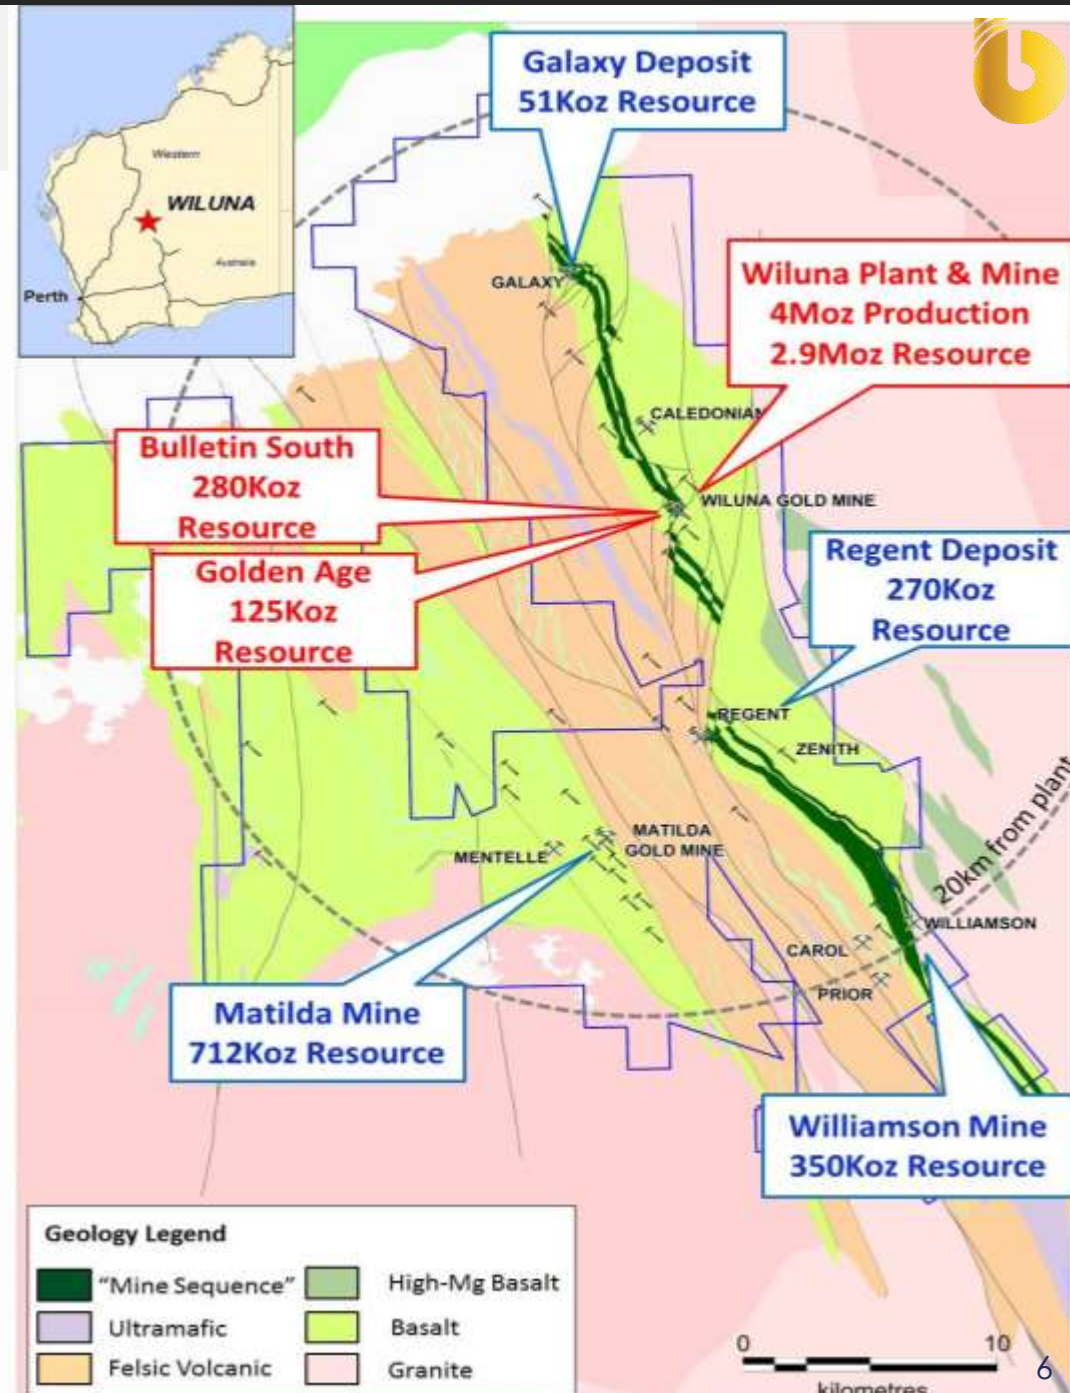 Galaxy Deposit
51Koz Resource
Western
WILUNA
Australia
Perth
GALAXY
Wiluna Plant & Mine
4Moz Production
2.9Moz Resource
CALEDONIAN
Bulletin South
280Koz
Resource
WILUNA GOLD MINE
Golden Age
125Koz
Resource
Regent Deposit
270Koz
Resource
REGENT
ZENITH
20km from plant
MATILDA
GOLD MINE
MENTELLE
WILLIAMSON
CAROL
PRIOR
Matilda Mine
712Koz Resource
Williamson Mine
350Koz Resource
Geology Legend
"Mine Sequence"
High-Mg Basalt
Ultramafic
Basalt
Felsic Volcanic
Granite
0 10
kilometres
6